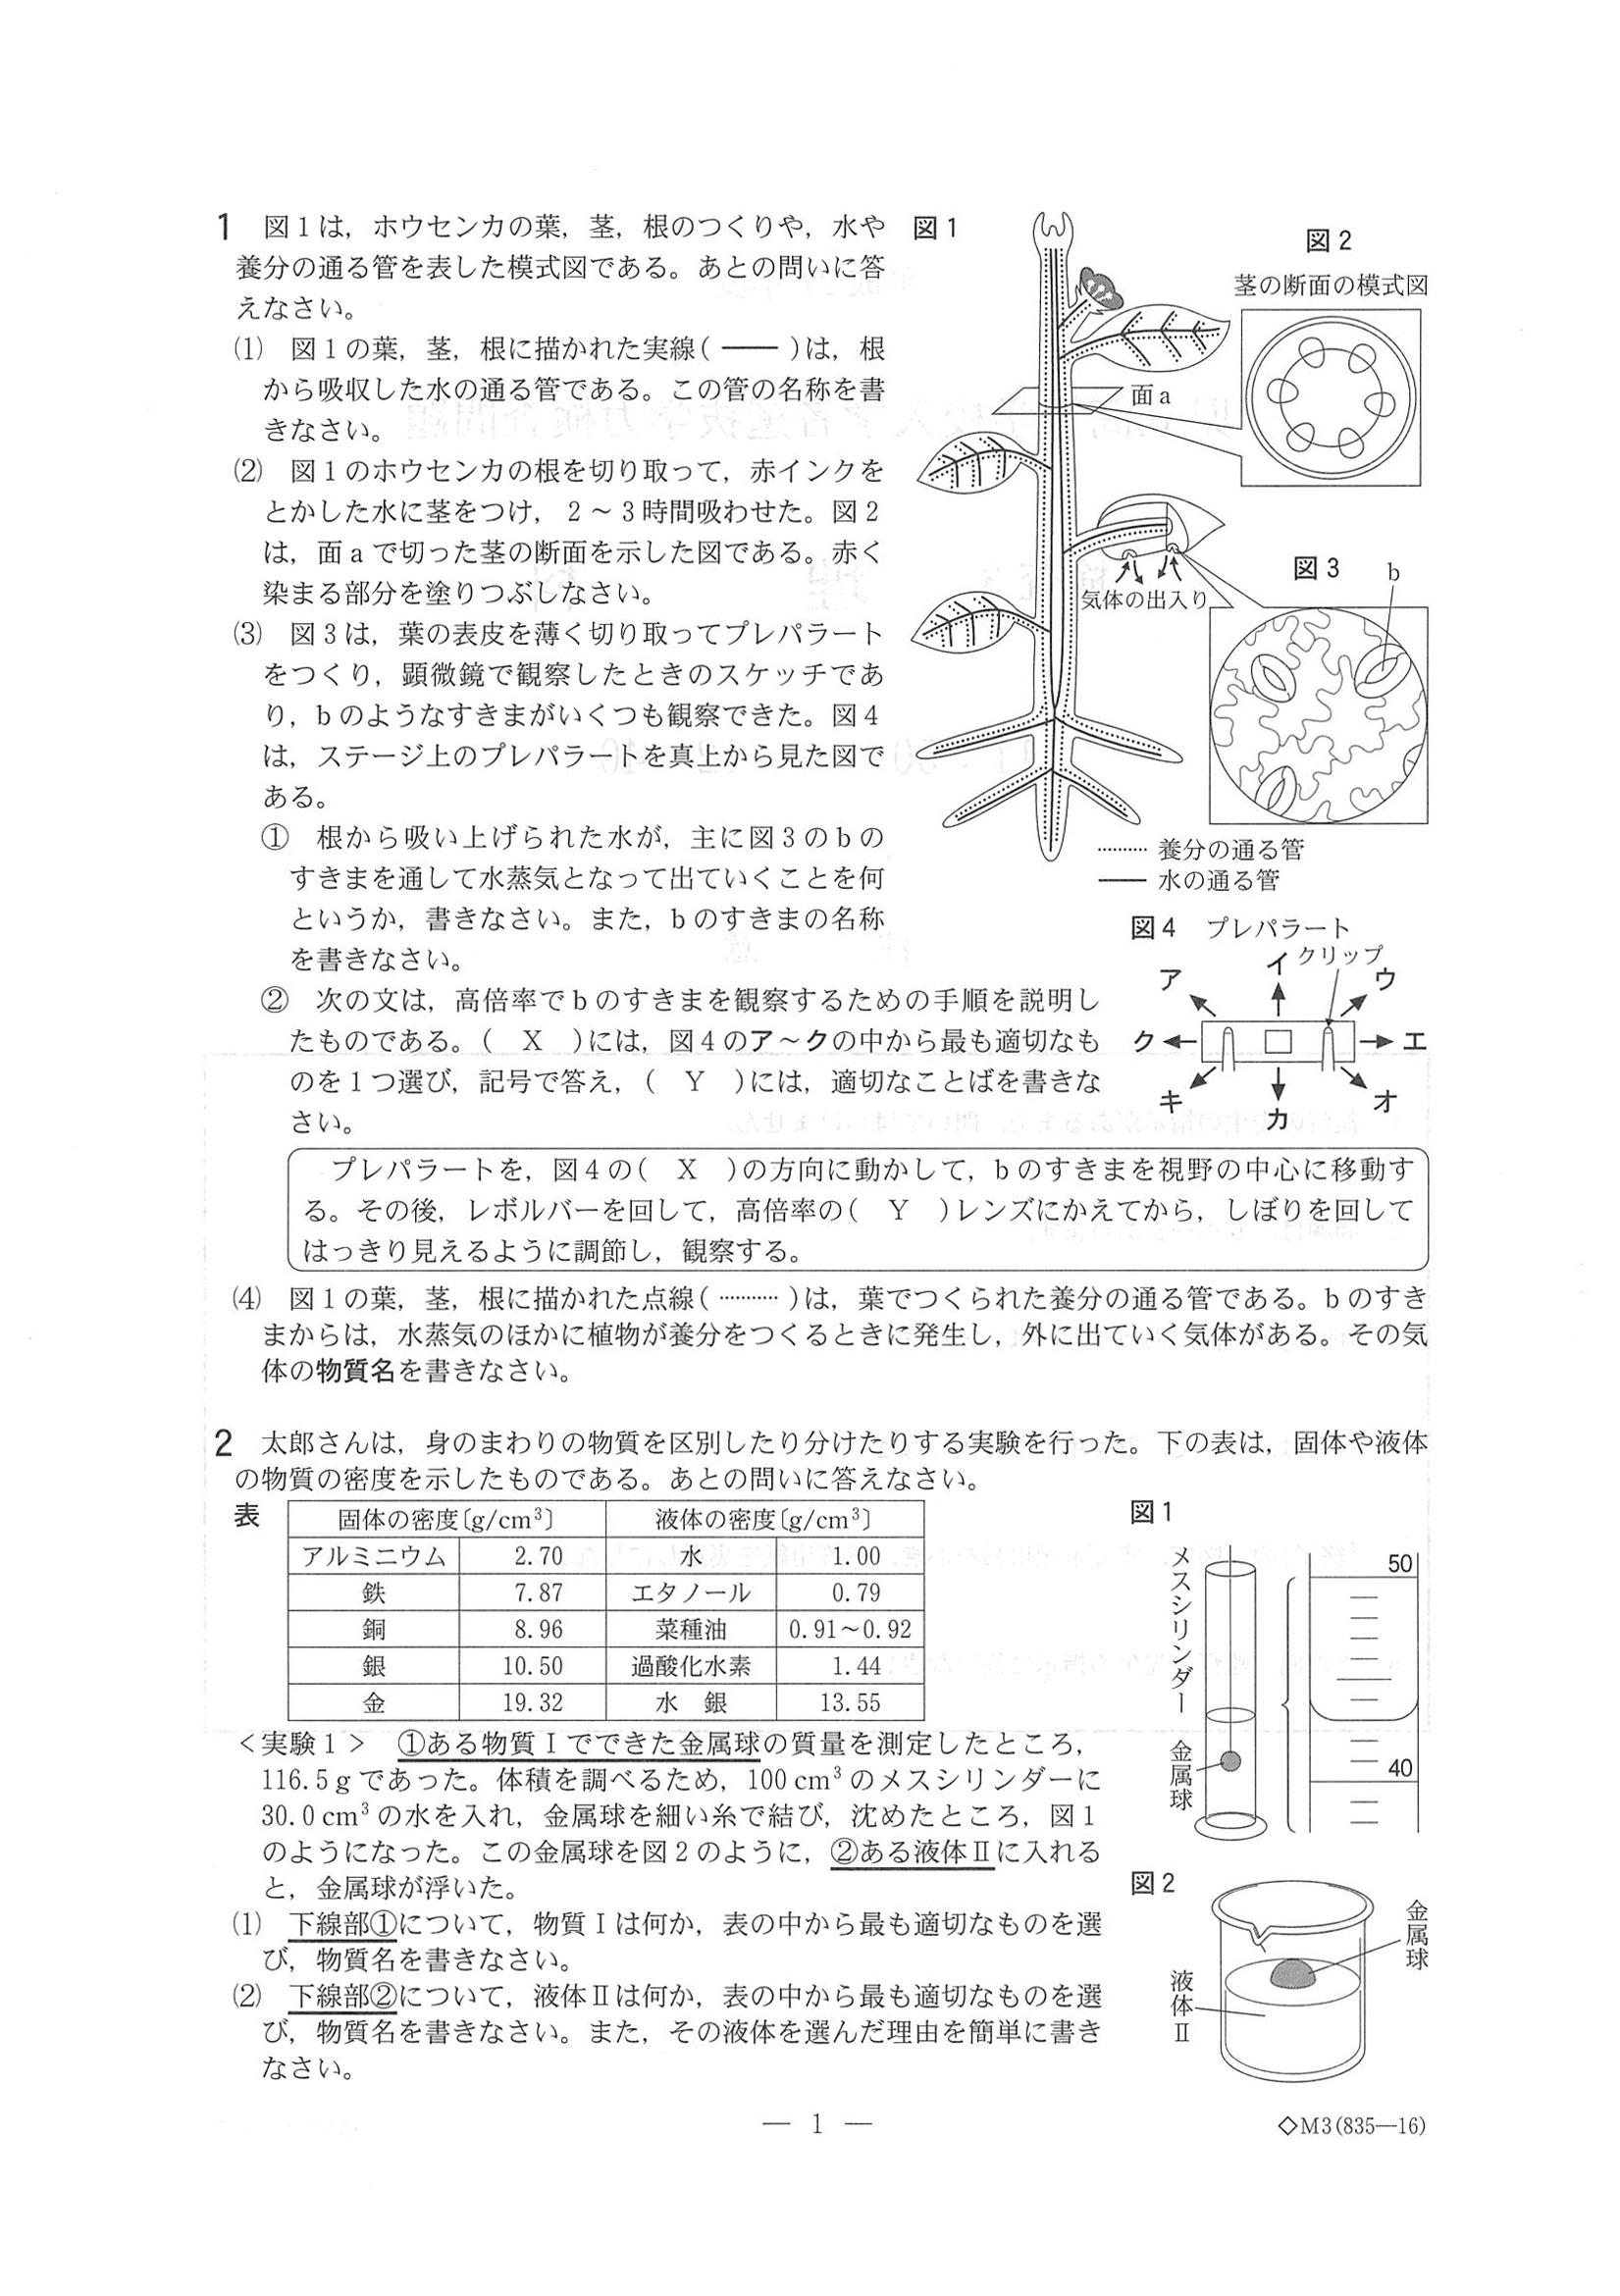 1　図1は，ホウセンカの葉，茎，根のつくりや，水や
養分の通る管を表した模式図である。あとの問いに答
えなさい。
(1)　図1の葉，茎，根に描かれた実線(　——　)は，根
から吸収した水の通る管である。この管の名称を書
きなさい。
(2)　図1のホウセンカの根を切り取って，赤インクを
とかした水に茎をつけ，2～3時間吸わせた。図2
は，面aで切った茎の断面を示した図である。赤く
染まる部分を塗りつぶしなさい。
(3)　図3は，葉の表皮を薄く切り取ってプレパラート
をつくり，顕微鏡で観察したときのスケッチであ
り，bのようなすきまがいくつも観察できた。図4
は，ステージ上のプレパラートを真上から見た図で
ある。
①　根から吸い上げられた水が，主に図3のbの
すきまを通して水蒸気となって出ていくことを何
というか，書きなさい。また，bのすきまの名称
を書きなさい。
②　次の文は，高倍率でbのすきまを観察するための手順を説明し
たものである。(　X　)には，図4のア～クの中から最も適切なも
のを1つ選び，記号で答え，(　Y　)には，適切なことばを書きな
さい。
図1
面a
気体の出入り
……… 養分の通る管
—— 水の通る管
図2
茎の断面の模式図
図3
b
図4　プレパラート
クリップ
ア
イ
ウ
ク
エ
キ
カ
オ
プレパラートを，図4の(　X　)の方向に動かして，bのすきまを視野の中心に移動す
る。その後，レボルバーを回して，高倍率の(　Y　)レンズにかえてから，しぼりを回して
はっきり見えるように調節し，観察する。
(4)　図1の葉，茎，根に描かれた点線(　………　)は，葉でつくられた養分の通る管である。bのすき
まからは，水蒸気のほかに植物が養分をつくるときに発生し，外に出ていく気体がある。その気
体の物質名を書きなさい。
2　太郎さんは，身のまわりの物質を区別したり分けたりする実験を行った。下の表は，固体や液体
の物質の密度を示したものである。あとの問いに答えなさい。
表
固体の密度〔g/cm³〕　液体の密度〔g/cm³〕
アルミニウム　2.70　水　1.00
鉄　7.87　エタノール　0.79
銅　8.96　菜種油　0.91～0.92
銀　10.50　過酸化水素　1.44
金　19.32　水　銀　13.55
＜実験1＞　①ある物質Ⅰでできた金属球の質量を測定したところ，
116.5gであった。体積を調べるため，100cm³のメスシリンダーに
30.0cm³の水を入れ，金属球を細い糸で結び，沈めたところ，図1
のようになった。この金属球を図2のように，②ある液体Ⅱに入れる
と，金属球が浮いた。
(1)　下線部①について，物質Ⅰは何か，表の中から最も適切なものを選
び，物質名を書きなさい。
(2)　下線部②について，液体Ⅱは何か，表の中から最も適切なものを選
び，物質名を書きなさい。また，その液体を選んだ理由を簡単に書き
なさい。
図1
メスシリンダー
金属球
50
40
図2
金属球
液体Ⅱ
— 1 —
◇M3(835—16)